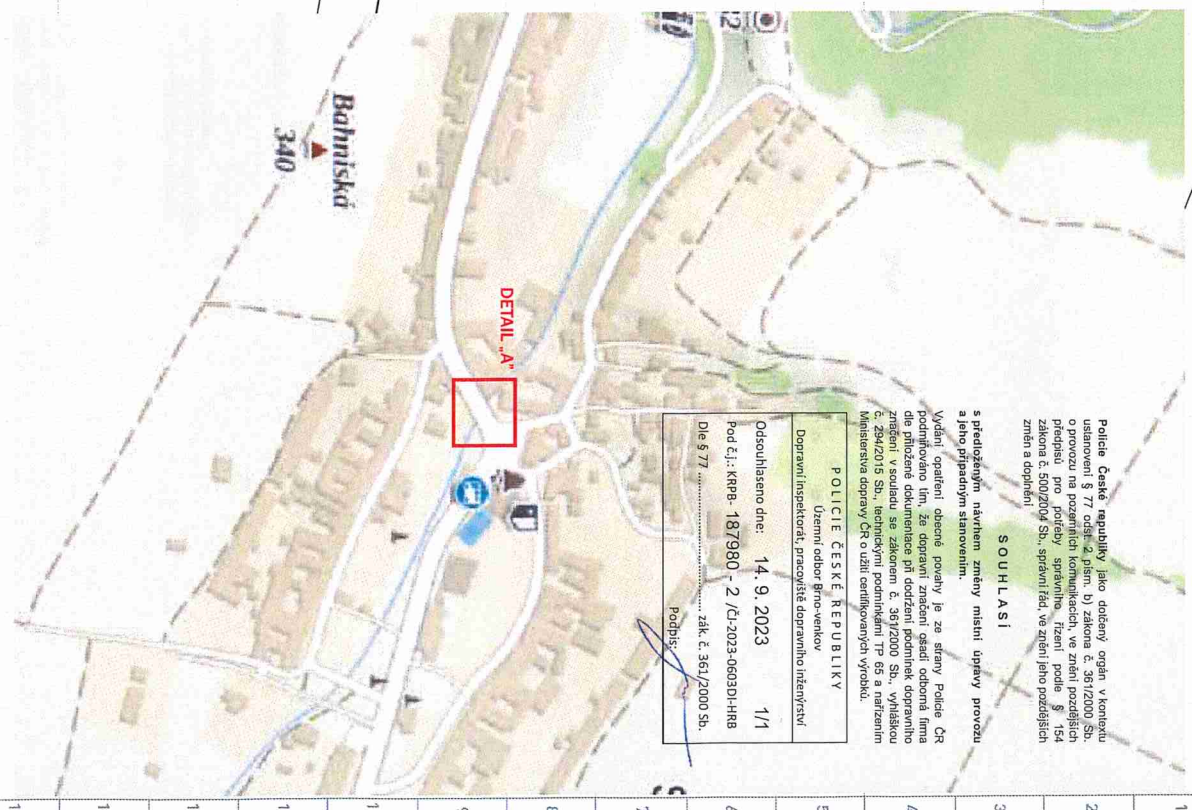 Policie České republiky jako dotčený orgán v kontextu
ustanovení § 77 odst. 2 písm. b) zákona č. 361/2000 Sb.
o provozu na pozemních komunikacích, ve znění pozdějších
předpisů pro potřeby správního řízení podle § 154
zákona č. 500/2004 Sb., správní řád, ve znění jeho pozdějších
změn a doplnění
SOUHLASÍ
s předloženým návrhem změny místní úpravy provozu
a jeho případným stanovením.
Vydání opatření obecné povahy je ze strany Policie ČR
podmiňováno tím, že dopravní značení osadí odborná firma
dle přiložené dokumentace při dodržení podmínek dopravního
značení v souladu se zákonem č. 361/2000 Sb., vyhláškou
č. 294/2015 Sb., technickými podmínkami TP 65 a nařízením
Ministerstva dopravy ČR o užití certifikovaných výrobků.
POLICIE ČESKÉ REPUBLIKY
Územní odbor Brno-venkov
Dopravní inspektorát, pracoviště dopravního inženýrství
Odsouhlaseno dne: 14. 9. 2023 1/1
Pod č.j.: KRPB- 187980 - 2 /ČJ-2023-0603DI-HRB
Dle § 77 .............................. zák. č. 361/2000 Sb.
Podpis:
DETAIL „A"
Bahniská
340